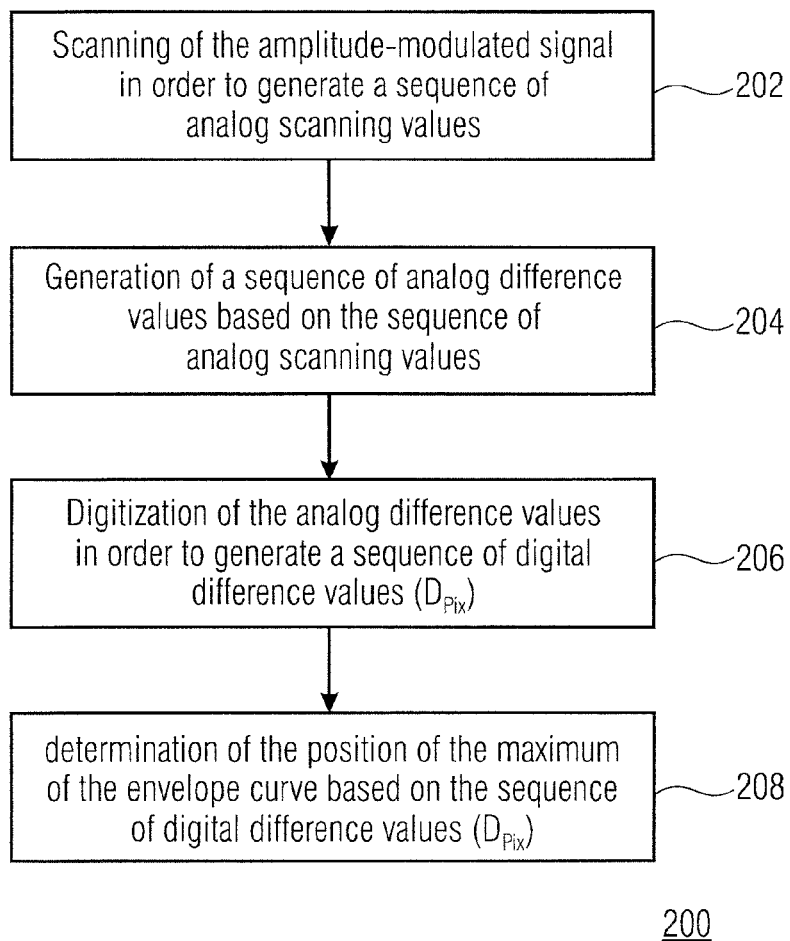 Scanning of the amplitude-modulated signal
in order to generate a sequence of
analog scanning values
202
Generation of a sequence of analog difference
values based on the sequence of
analog scanning values
204
Digitization of the analog difference values
in order to generate a sequence of digital
difference values (D_Pix)
206
determination of the position of the maximum
of the envelope curve based on the sequence
of digital difference values (D_Pix)
208
200